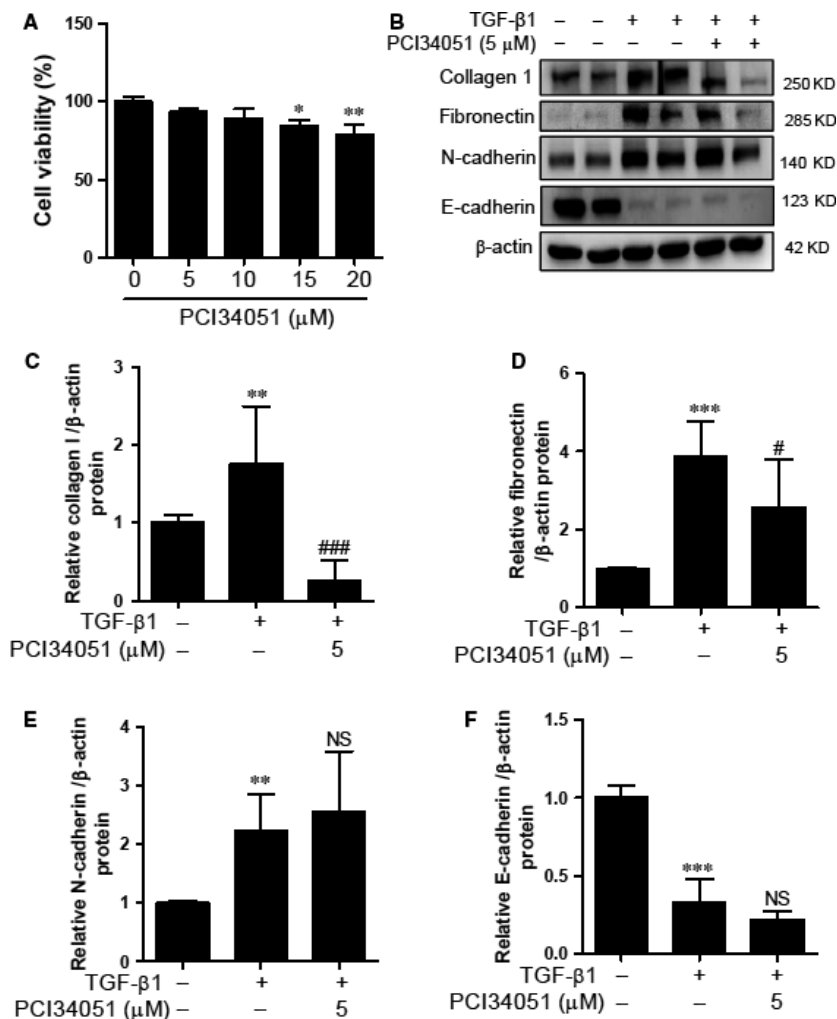 A
Cell viability (%)
150
100
50
0
*
**
0 5 10 15 20
PCI34051 (μM)
B
TGF-β1 – – + + + +
PCI34051 (5 μM) – – – – + +
Collagen 1 250 KD
Fibronectin 285 KD
N-cadherin 140 KD
E-cadherin 123 KD
β-actin 42 KD
C
Relative collagen I /β-actin
protein
3
2
1
0
**
###
TGF-β1 – + +
PCI34051 (μM) – – 5
D
Relative fibronectin
/β-actin protein
6
4
2
0
***
#
TGF-β1 – + +
PCI34051 (μM) – – 5
E
Relative N-cadherin /β-actin
protein
4
3
2
1
0
**
NS
TGF-β1 – + +
PCI34051 (μM) – – 5
F
Relative E-cadherin /β-actin
protein
1.5
1.0
0.5
0.0
***
NS
TGF-β1 – + +
PCI34051 (μM) – – 5